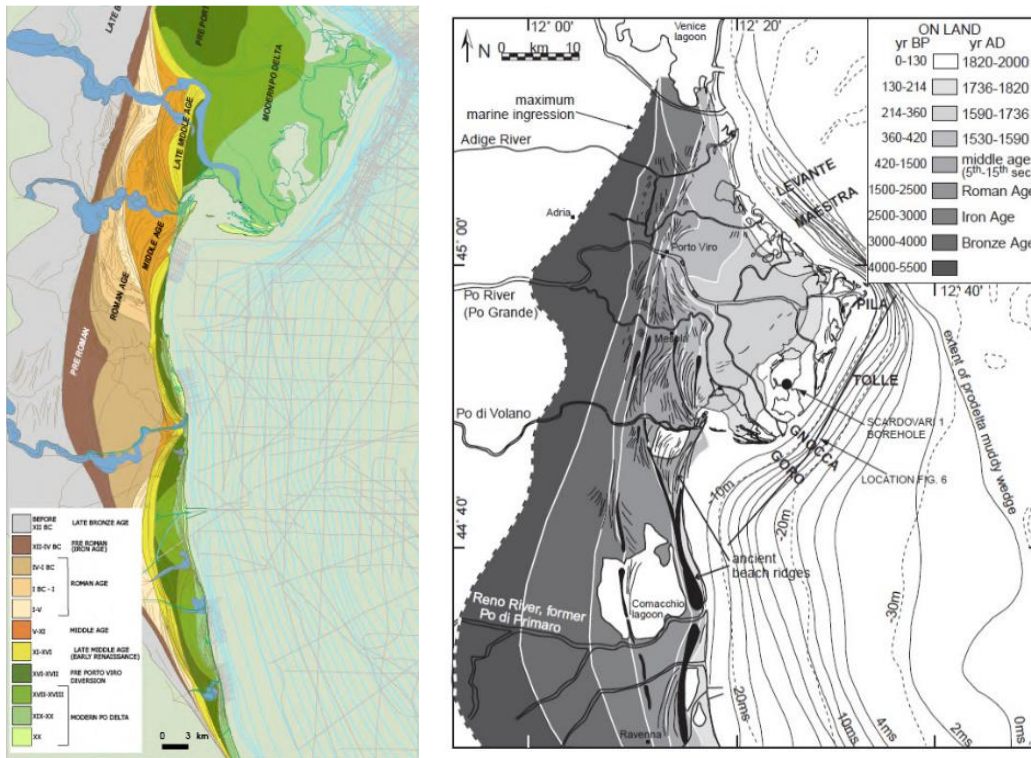 LATE B
PRE PORT
MODERN PO DELTA
LATE MIDDLE AGE
MIDDLE AGE
ROMAN AGE
PRE ROMAN
BEFORE XII BC
LATE BRONZE AGE
XII-IV BC
PRE ROMAN (IRON AGE)
IV-I BC
I BC - I
ROMAN AGE
I-V
V-XI
MIDDLE AGE
XI-XVI
LATE MIDDLE AGE (EARLY RENAISSANCE)
XVI-XVII
PRE PORTO VIRO DIVERSION
XVII-XVIII
XIX-XX
MODERN PO DELTA
XX
0 3 km
12° 00'
12° 20'
N
0 km 10
Venice lagoon
maximum marine ingression
Adige River
Adria
45° 00'
Porto Viro
Po River (Po Grande)
Mesola
Po di Volano
44° 40'
Reno River, former Po di Primaro
Comacchio lagoon
Ravenna
ancient beach ridges
LEVANTE
MAESTRA
PILA
TOLLE
GNOCCA
GORO
SCARDOVARI 1 BOREHOLE
LOCATION FIG. 6
12° 40'
extent of prodelta muddy wedge
-10m
-20m
-30m
20ms
10ms
4ms
2ms
0ms
ON LAND
yr BP yr AD
0-130 1820-2000
130-214 1736-1820
214-360 1590-1736
360-420 1530-1590
420-1500 middle age (5th-15th sec
1500-2500 Roman Age
2500-3000 Iron Age
3000-4000 Bronze Age
4000-5500